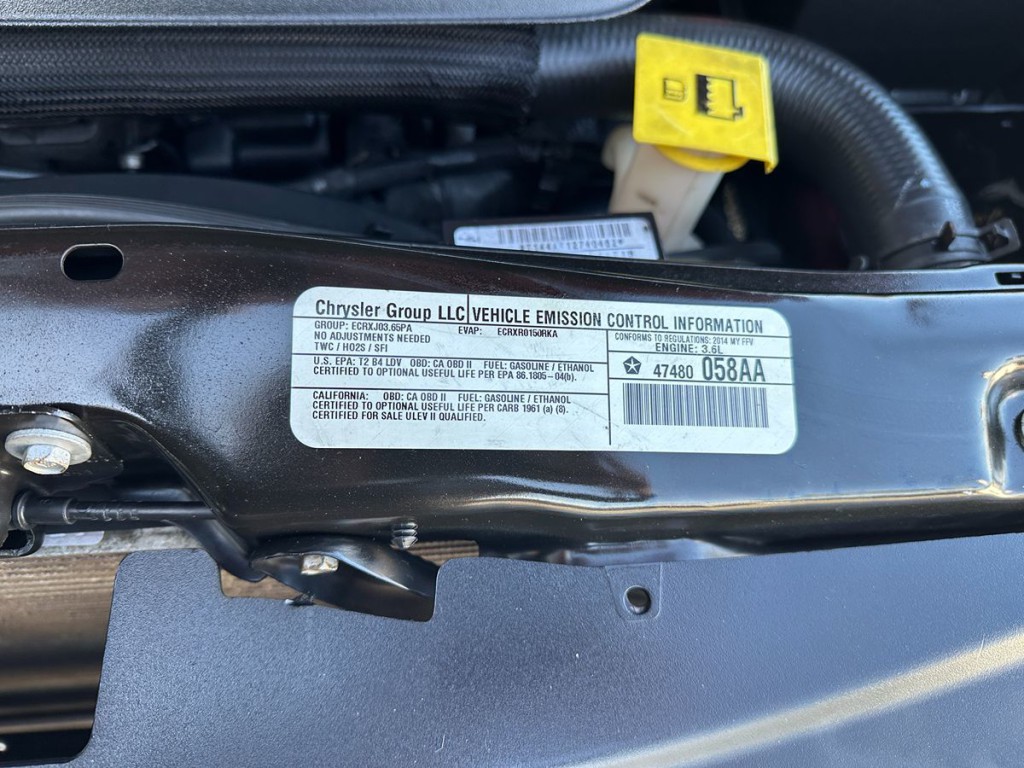 Chrysler Group LLC VEHICLE EMISSION CONTROL INFORMATION
GROUP: ECRXJ03.65PA EVAP: ECRXR0150RKA
NO ADJUSTMENTS NEEDED
TWC / HO2S / SFI
CONFORMS TO REGULATIONS: 2014 MY FFV
ENGINE: 3.6L
U.S. EPA: T2 B4 LDV OBD: CA OBD II FUEL: GASOLINE / ETHANOL
CERTIFIED TO OPTIONAL USEFUL LIFE PER EPA 86.1805-04(b).
47480 058AA
CALIFORNIA: OBD: CA OBD II FUEL: GASOLINE / ETHANOL
CERTIFIED TO OPTIONAL USEFUL LIFE PER CARB 1961 (a) (8).
CERTIFIED FOR SALE ULEV II QUALIFIED.